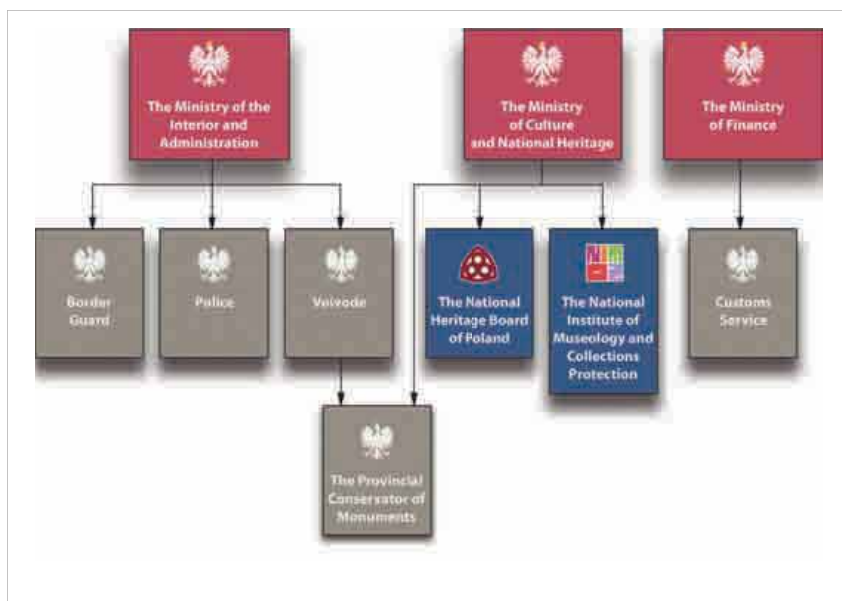 The Ministry of the
Interior and
Administration
The Ministry
of Culture
and National Heritage
The Ministry
of Finance
Border
Guard
Police
Voivode
The National
Heritage Board
of Poland
The National
Institute of
Museology and
Collections
Protection
Customs
Service
The Provincial
Conservator of
Monuments